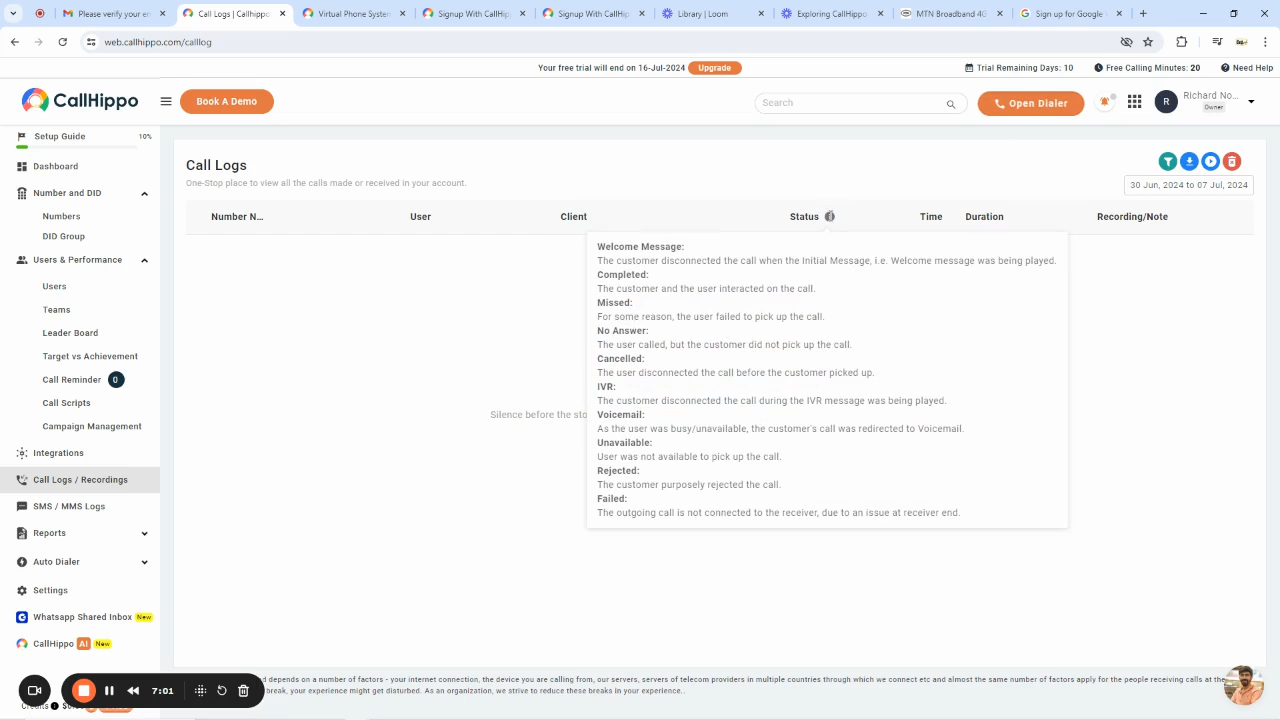 Please verify your en
Call Logs | Callhippo
Virtual Phone System
Signup With CallHip
Signup With CallHip
Library | Loom
Exploring CallHippo
MTN Broadband 4G
Sign up for Google
web.callhippo.com/calllog
Your free trial will end on 16-Jul-2024 Upgrade
Trial Remaining Days: 10
Free Calling Minutes: 20
Need Help
CallHippo
Book A Demo
Search
Open Dialer
R
Richard No...
Owner
Setup Guide 10%
Dashboard
Number and DID
Numbers
DID Group
Users & Performance
Users
Teams
Leader Board
Target vs Achievement
Call Reminder 0
Call Scripts
Campaign Management
Integrations
Call Logs / Recordings
SMS / MMS Logs
Reports
Auto Dialer
Settings
Whatsapp Shared Inbox New
CallHippo AI New
7:01
Credits
Call Logs
One-Stop place to view all the calls made or received in your account.
30 Jun, 2024 to 07 Jul, 2024
Number N... User Client Status Time Duration Recording/Note
Silence before the sto
Welcome Message:
The customer disconnected the call when the Initial Message, i.e. Welcome message was being played.
Completed:
The customer and the user interacted on the call.
Missed:
For some reason, the user failed to pick up the call.
No Answer:
The user called, but the customer did not pick up the call.
Cancelled:
The user disconnected the call before the customer picked up.
IVR:
The customer disconnected the call during the IVR message was being played.
Voicemail:
As the user was busy/unavailable, the customer's call was redirected to Voicemail.
Unavailable:
User was not available to pick up the call.
Rejected:
The customer purposely rejected the call.
Failed:
The outgoing call is not connected to the receiver, due to an issue at receiver end.
d depends on a number of factors - your internet connection, the device you are calling from, our servers, servers of telecom providers in multiple countries through which we connect etc and almost the same number of factors apply for the people receiving calls at the
break, your experience might get disturbed. As an organization, we strive to reduce these breaks in your experience..